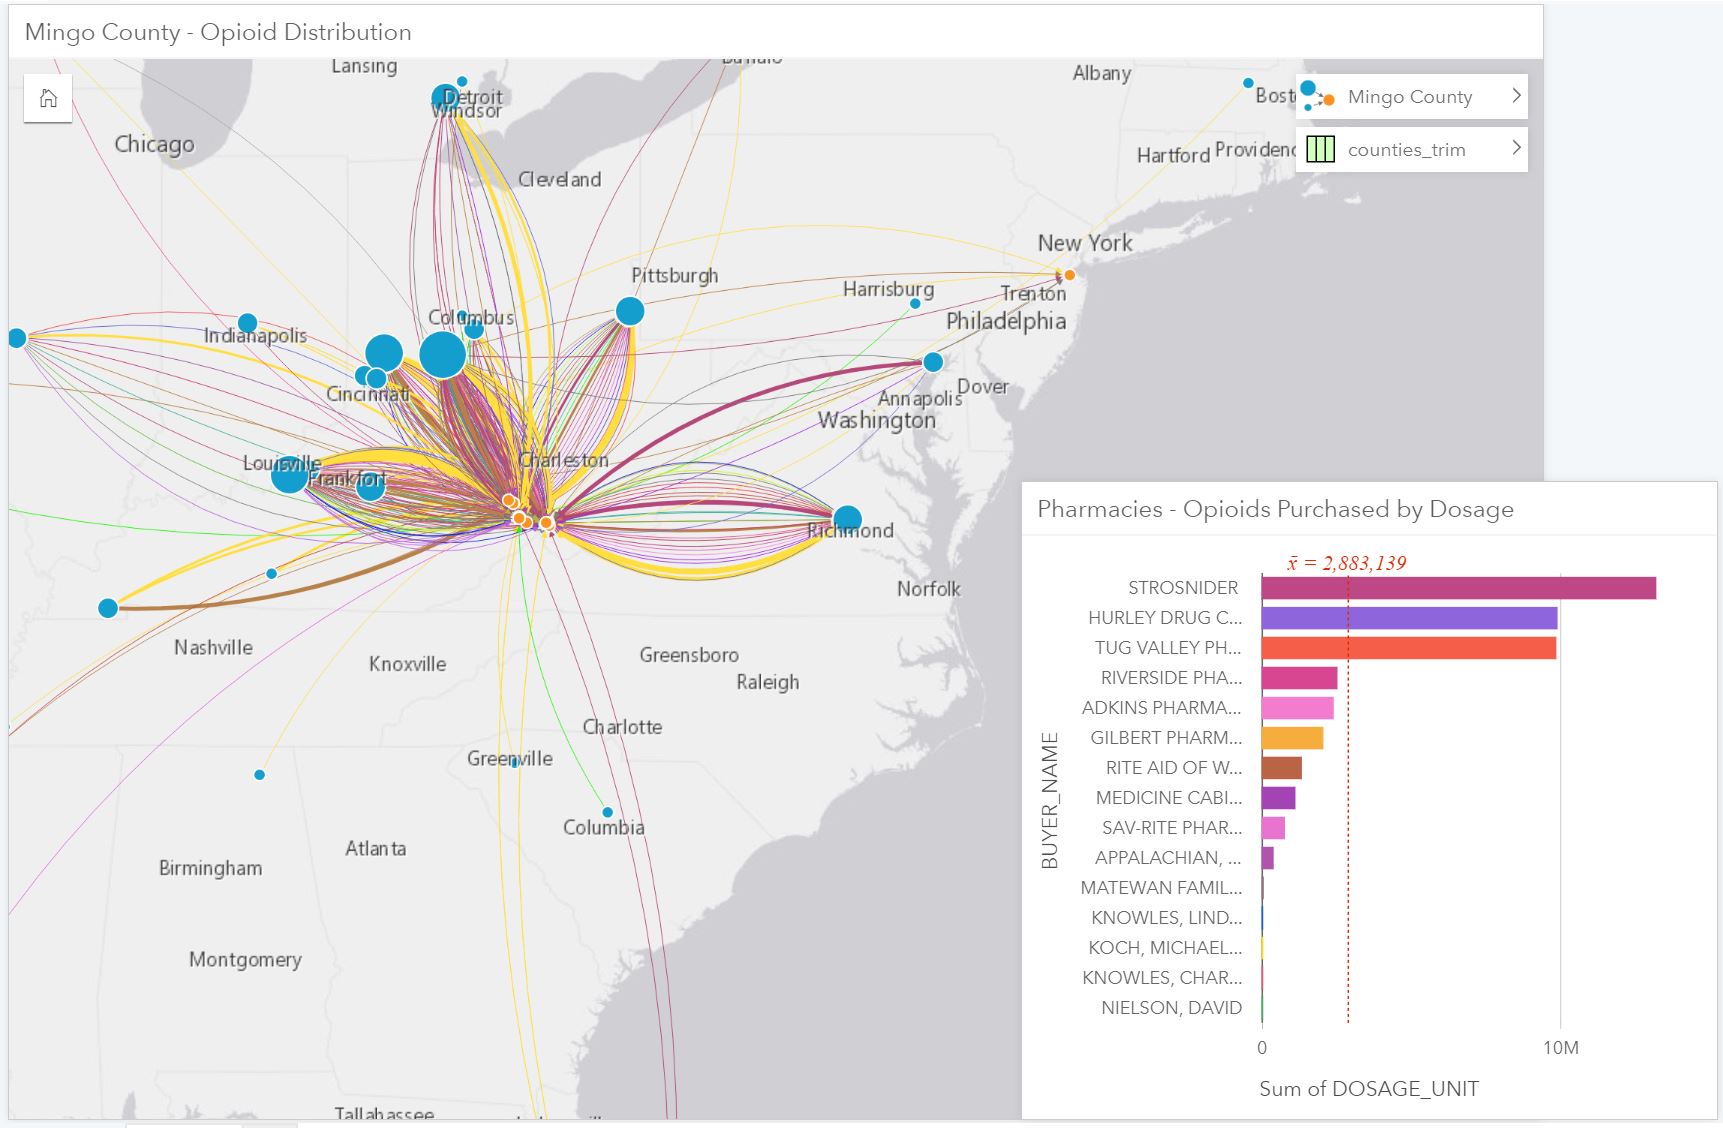 Mingo County - Opioid Distribution
Lansing
Albany
Detroit
Windsor
Mingo County
Chicago
counties_trim
Hartford
Cleveland
New York
Pittsburgh
Harrisburg
Trenton
Columbus
Philadelphia
Indianapolis
Dover
Cincinnati
Annapolis
Washington
Charleston
Louisville
Frankfort
Richmond
Norfolk
Nashville
Greensboro
Knoxville
Raleigh
Charlotte
Greenville
Columbia
Atlanta
Birmingham
Montgomery
Tallahassee
Pharmacies - Opioids Purchased by Dosage
x̄ = 2,883,139
STROSNIDER
HURLEY DRUG C...
TUG VALLEY PH...
RIVERSIDE PHA...
ADKINS PHARMA...
GILBERT PHARM...
RITE AID OF W...
MEDICINE CABI...
SAV-RITE PHAR...
APPALACHIAN, ...
MATEWAN FAMIL...
KNOWLES, LIND...
KOCH, MICHAEL...
KNOWLES, CHAR...
NIELSON, DAVID
BUYER_NAME
0
10M
Sum of DOSAGE_UNIT